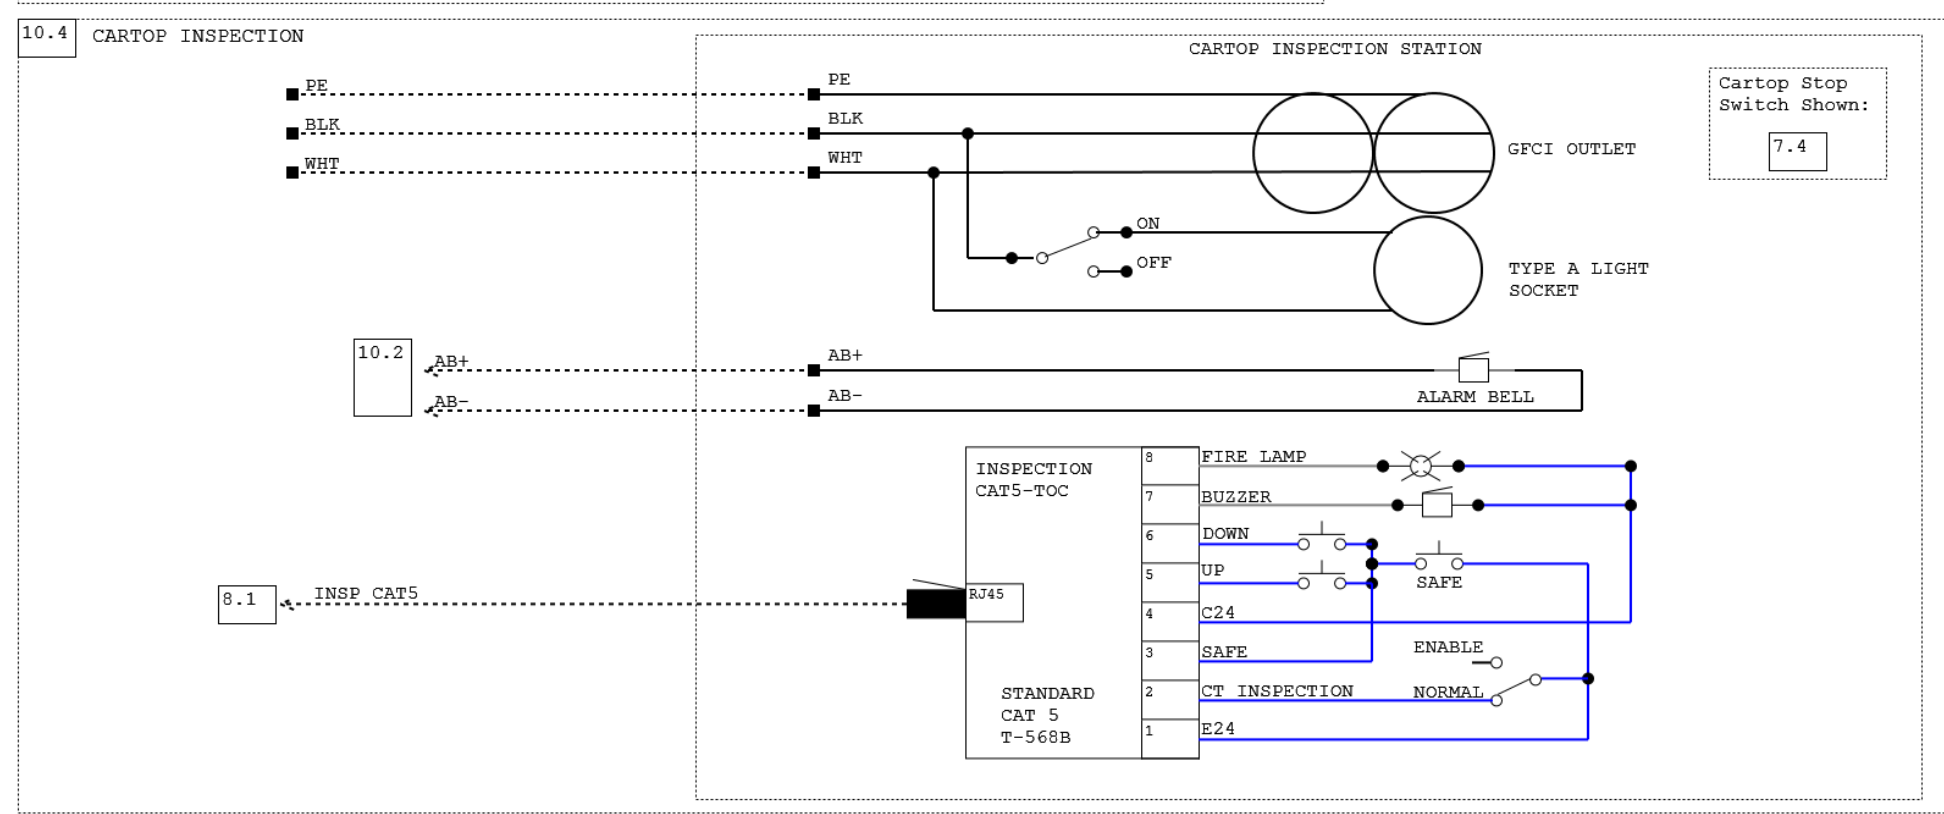 10.4
CARTOP INSPECTION
CARTOP INSPECTION STATION
Cartop Stop
Switch Shown:
7.4
PE
PE
BLK
BLK
WHT
WHT
GFCI OUTLET
ON
OFF
TYPE A LIGHT
SOCKET
10.2
AB+
AB+
AB-
AB-
ALARM BELL
INSPECTION
CAT5-TOC
8
FIRE LAMP
7
BUZZER
6
DOWN
5
UP
SAFE
8.1
INSP CAT5
RJ45
4
C24
3
SAFE
ENABLE
STANDARD
CAT 5
T-568B
2
CT INSPECTION
NORMAL
1
E24